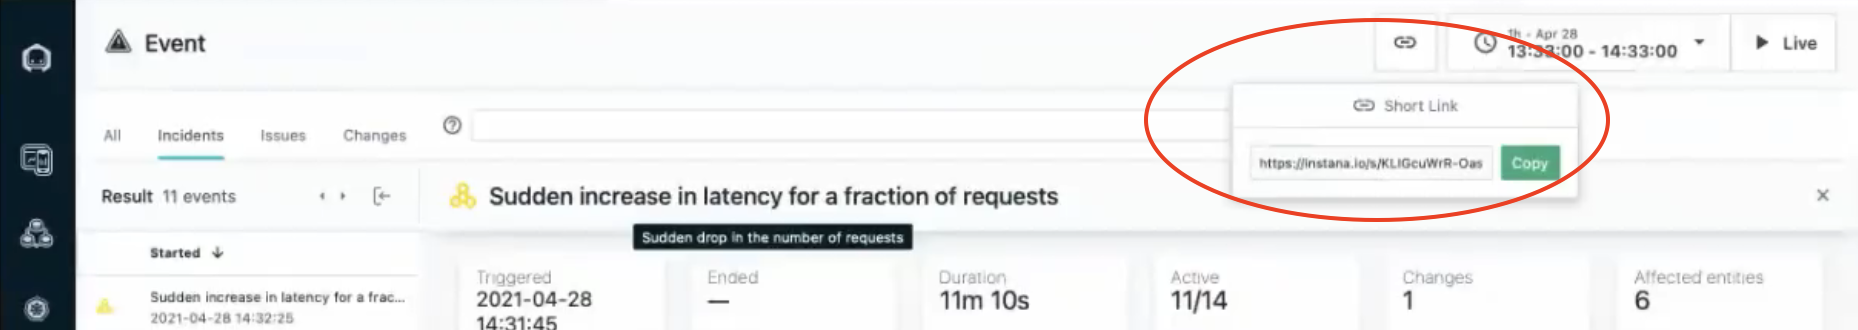 Event
1h - Apr 28
13:33:00 - 14:33:00
Live
Short Link
https://instana.io/s/KLIGcuWrR-Oas
Copy
All
Incidents
Issues
Changes
Result 11 events
Sudden increase in latency for a fraction of requests
Sudden drop in the number of requests
Started
Sudden increase in latency for a frac...
2021-04-28 14:32:25
Triggered
2021-04-28
14:31:45
Ended
—
Duration
11m 10s
Active
11/14
Changes
1
Affected entities
6